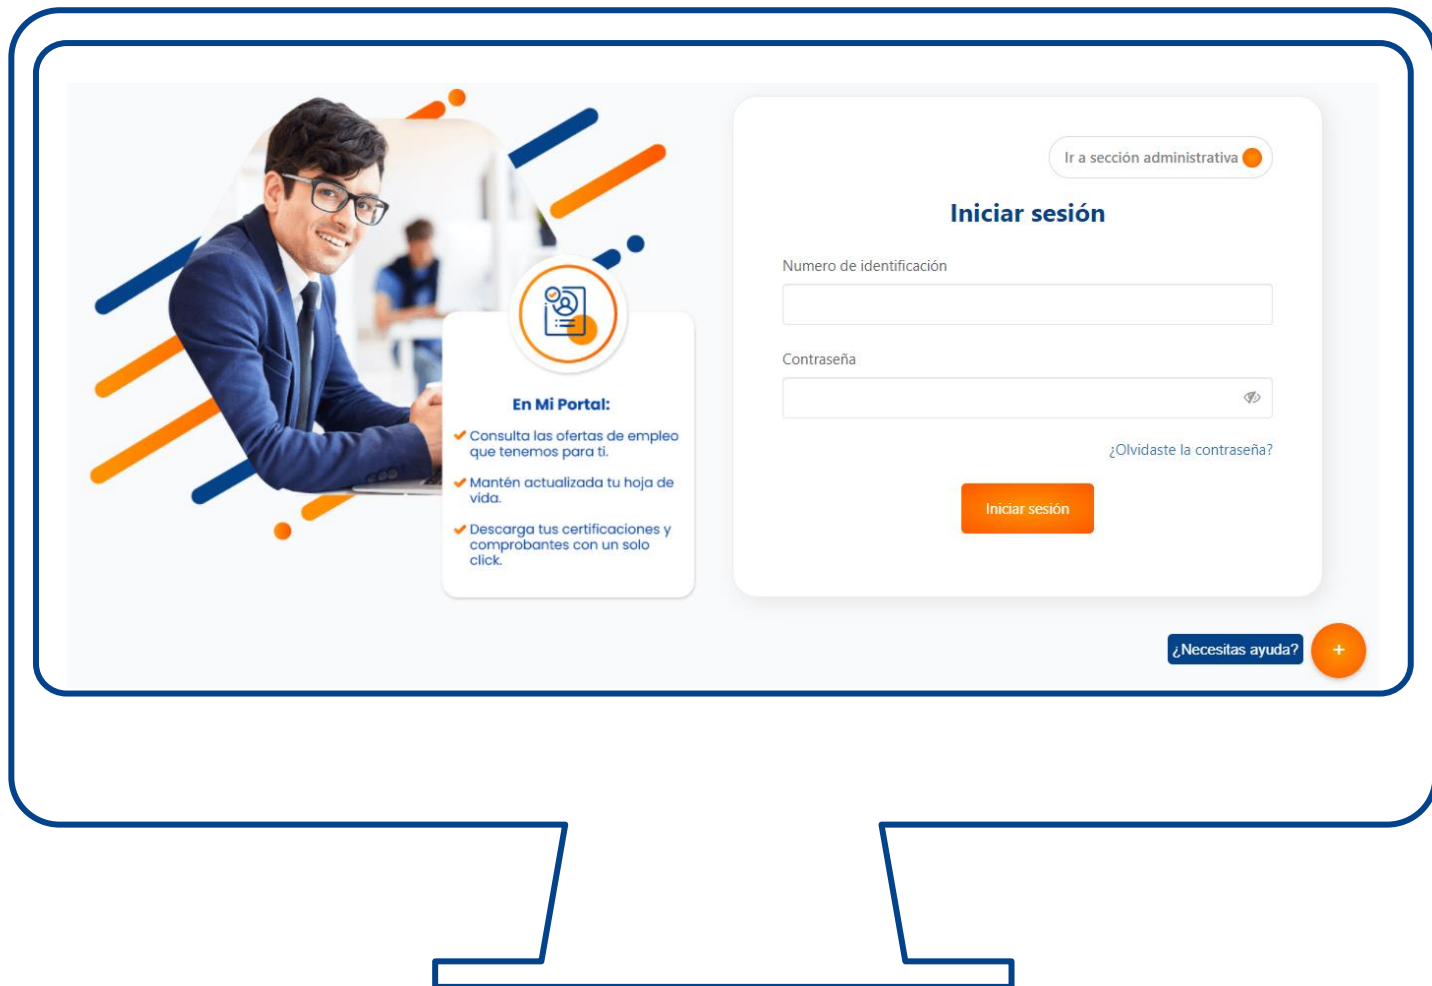 Ir a sección administrativa
Iniciar sesión
Numero de identificación
Contraseña
¿Olvidaste la contraseña?
Iniciar sesión
En Mi Portal:
Consulta las ofertas de empleo
que tenemos para ti.
Mantén actualizada tu hoja de
vida.
Descarga tus certificaciones y
comprobantes con un solo
click.
¿Necesitas ayuda?
+